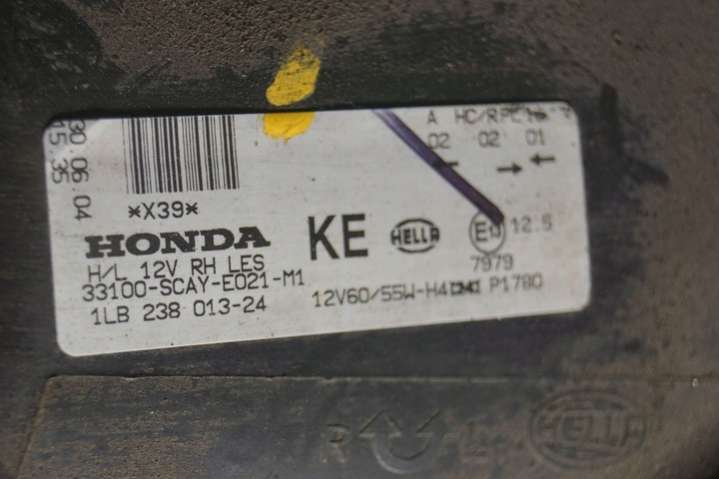 30.06.04
15:35
*X39*
HONDA
H/L 12V RH LES
33100-SCAY-E021-M1
1LB 238 013-24
KE
HELLA
A HC/R
02 02 01
12.5
7979
12V60/55W-H4 P1780
R L HELLA